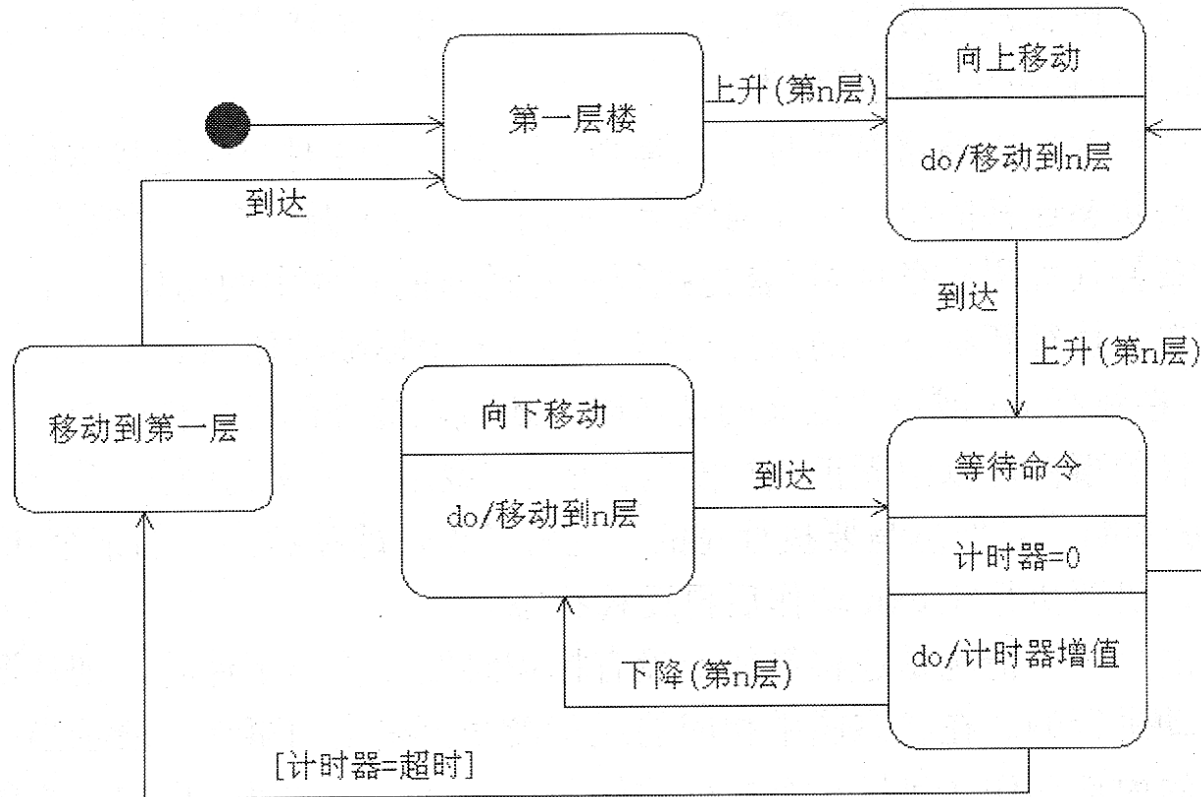 向上移动
第一层楼
上升(第n层)
do/移动到n层
到达
到达
上升(第n层)
移动到第一层
向下移动
do/移动到n层
到达
等待命令
计时器=0
do/计时器增值
下降(第n层)
[计时器=超时]